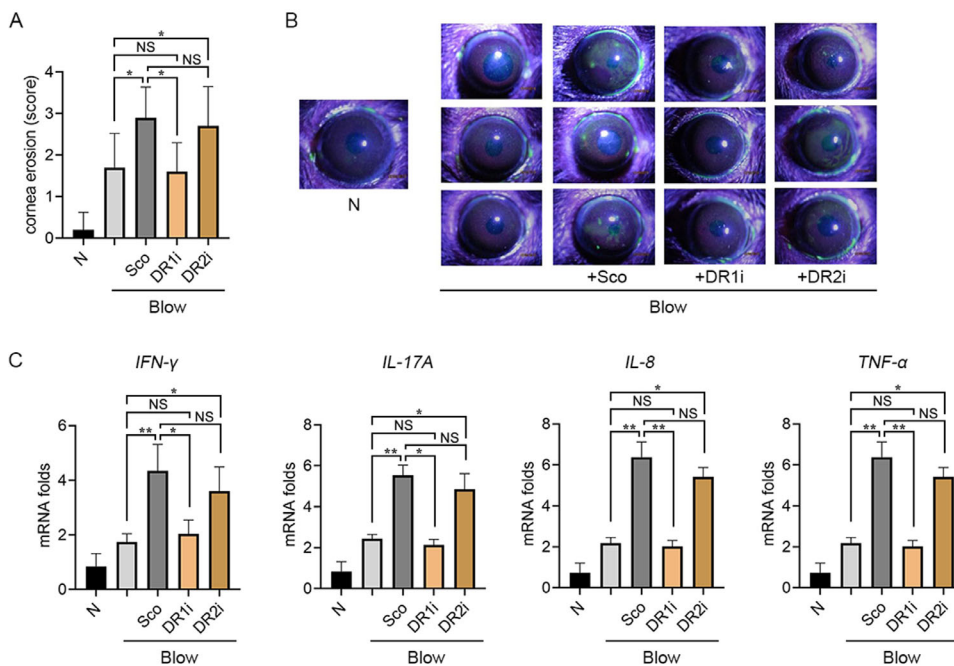 A
cornea erosion (score)
5
4
3
2
1
0
*
NS
NS
*
*
N
Sco
DR1i
DR2i
Blow
B
N
+Sco
+DR1i
+DR2i
Blow
C
IFN-γ
mRNA folds
6
4
2
0
*
NS
NS
**
*
N
Sco
DR1i
DR2i
Blow
IL-17A
mRNA folds
8
6
4
2
0
*
NS
NS
**
*
N
Sco
DR1i
DR2i
Blow
IL-8
mRNA folds
8
6
4
2
0
*
NS
NS
**
**
N
Sco
DR1i
DR2i
Blow
TNF-α
mRNA folds
8
6
4
2
0
*
NS
NS
**
**
N
Sco
DR1i
DR2i
Blow